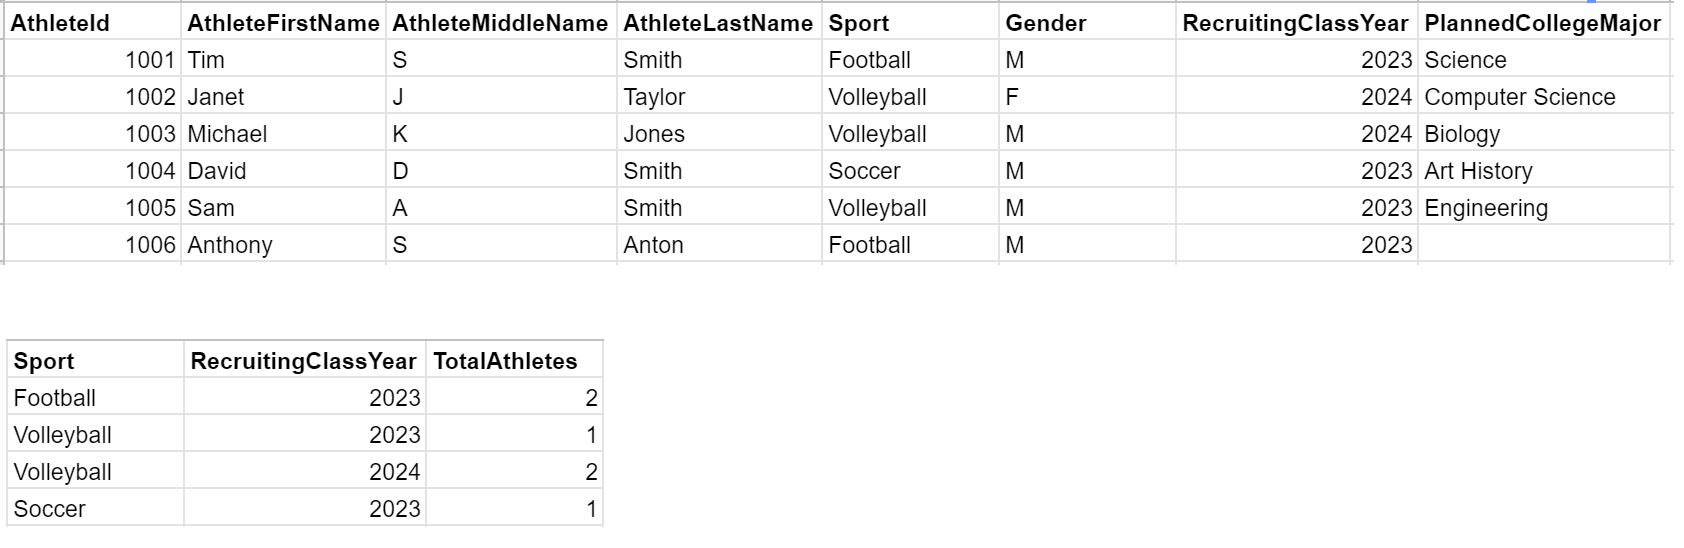 AthleteId AthleteFirstName AthleteMiddleName AthleteLastName Sport Gender RecruitingClassYear PlannedCollegeMajor
1001 Tim S Smith Football M 2023 Science
1002 Janet J Taylor Volleyball F 2024 Computer Science
1003 Michael K Jones Volleyball M 2024 Biology
1004 David D Smith Soccer M 2023 Art History
1005 Sam A Smith Volleyball M 2023 Engineering
1006 Anthony S Anton Football M 2023
Sport RecruitingClassYear TotalAthletes
Football 2023 2
Volleyball 2023 1
Volleyball 2024 2
Soccer 2023 1